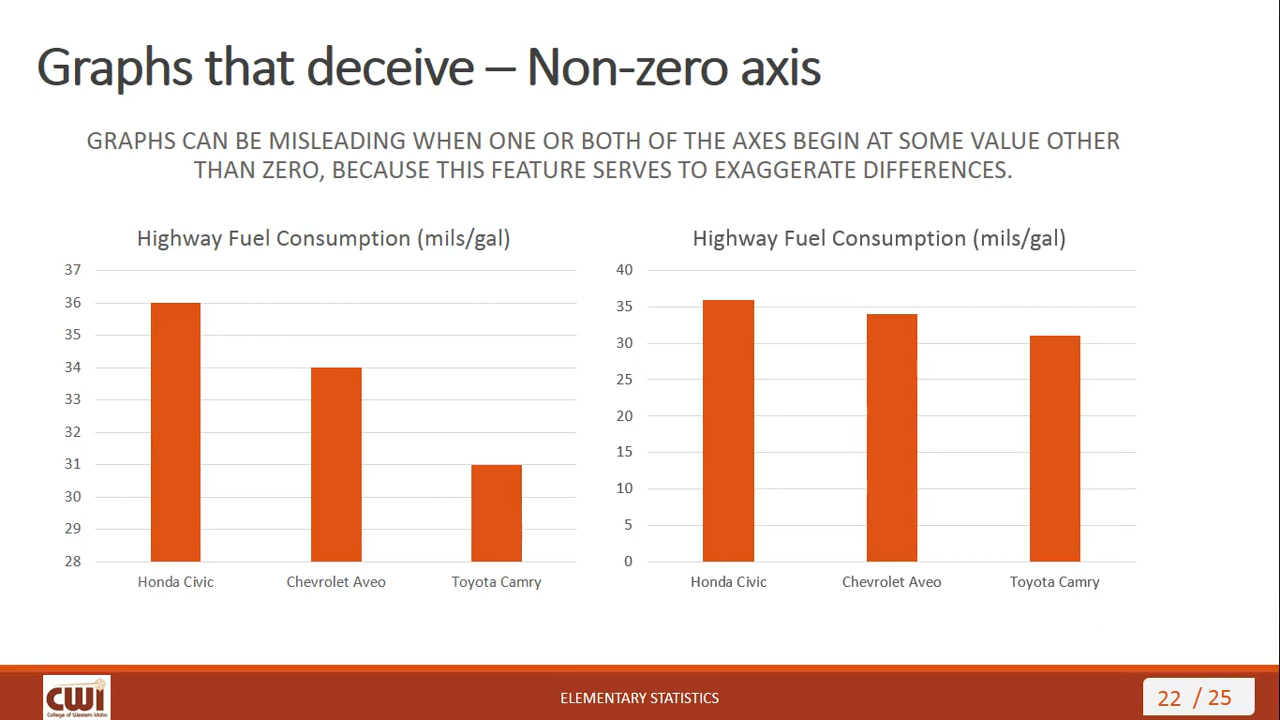 Graphs that deceive – Non-zero axis
GRAPHS CAN BE MISLEADING WHEN ONE OR BOTH OF THE AXES BEGIN AT SOME VALUE OTHER
THAN ZERO, BECAUSE THIS FEATURE SERVES TO EXAGGERATE DIFFERENCES.
Highway Fuel Consumption (mils/gal)
37
36
35
34
33
32
31
30
29
28
Honda Civic Chevrolet Aveo Toyota Camry
Highway Fuel Consumption (mils/gal)
40
35
30
25
20
15
10
5
0
Honda Civic Chevrolet Aveo Toyota Camry
CWI
College of Western Idaho
ELEMENTARY STATISTICS
22 / 25